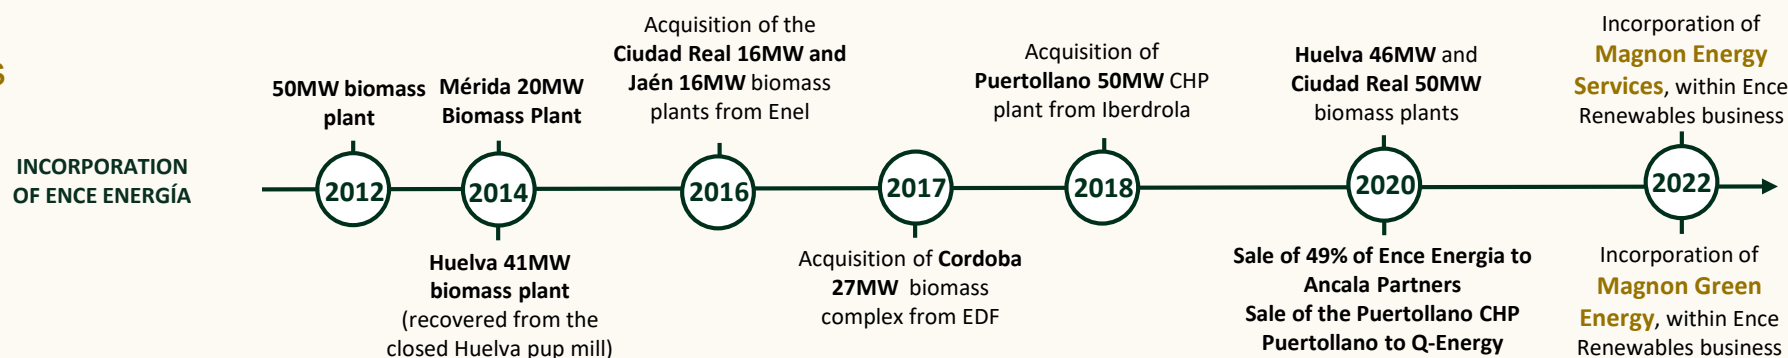 S
INCORPORATION
OF ENCE ENERGÍA
50MW biomass
plant
2012
Mérida 20MW
Biomass Plant
2014
Huelva 41MW
biomass plant
(recovered from the
closed Huelva pup mill)
Acquisition of the
Ciudad Real 16MW and
Jaén 16MW biomass
plants from Enel
2016
2017
Acquisition of Cordoba
27MW biomass
complex from EDF
Acquisition of
Puertollano 50MW CHP
plant from Iberdrola
2018
Huelva 46MW and
Ciudad Real 50MW
biomass plants
2020
Sale of 49% of Ence Energia to
Ancala Partners
Sale of the Puertollano CHP
Puertollano to Q-Energy
Incorporation of
Magnon Energy
Services, within Ence
Renewables business
2022
Incorporation of
Magnon Green
Energy, within Ence
Renewables business